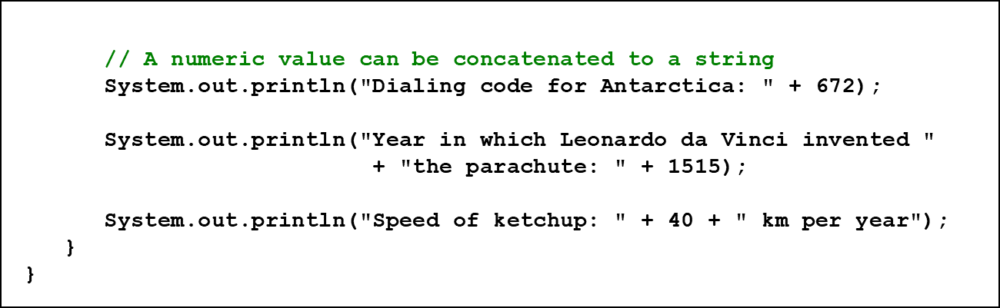 // A numeric value can be concatenated to a string
System.out.println("Dialing code for Antarctica: " + 672);
System.out.println("Year in which Leonardo da Vinci invented "
+ "the parachute: " + 1515);
System.out.println("Speed of ketchup: " + 40 + " km per year");
}
}